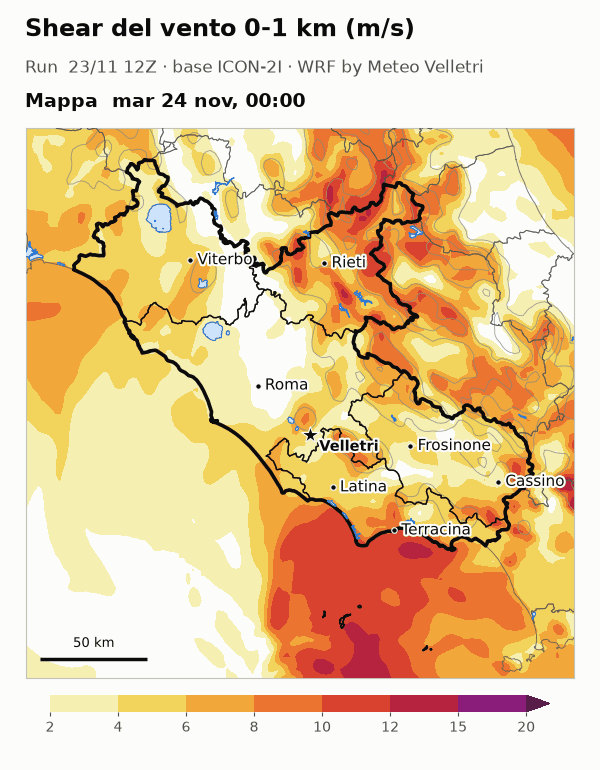 Shear del vento 0-1 km (m/s)
Run 23/11 12Z · base ICON-2I · WRF by Meteo Velletri
Mappa mar 24 nov, 00:00
Viterbo
Rieti
Roma
Velletri
Frosinone
Latina
Cassino
Terracina
50 km
2 4 6 8 10 12 15 20